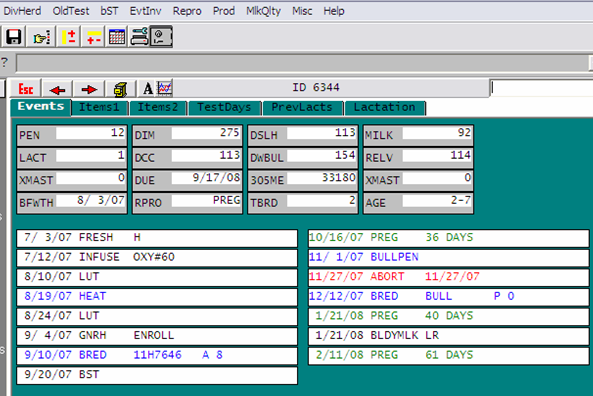 DivHerd OldTest bST EvtInv Repro Prod MlkQlty Misc Help
?
Esc A ID 6344
Events Items1 Items2 TestDays PrevLacts Lactation
PEN 12 DIM 275 DSLH 113 MILK 92
LACT 1 DCC 113 DWBUL 154 RELV 114
XMAST 0 DUE 9/17/08 305ME 33180 XMAST 0
BFWTH 8/ 3/07 RPRO PREG TBRD 2 AGE 2-7
7/ 3/07 FRESH H
7/12/07 INFUSE OXY#60
8/10/07 LUT
8/19/07 HEAT
8/24/07 LUT
9/ 4/07 GNRH ENROLL
9/10/07 BRED 11H7646 A 8
9/20/07 BST
10/16/07 PREG 36 DAYS
11/ 1/07 BULLPEN
11/27/07 ABORT 11/27/07
12/12/07 BRED BULL P 0
1/21/08 PREG 40 DAYS
1/21/08 BLDYMLK LR
2/11/08 PREG 61 DAYS